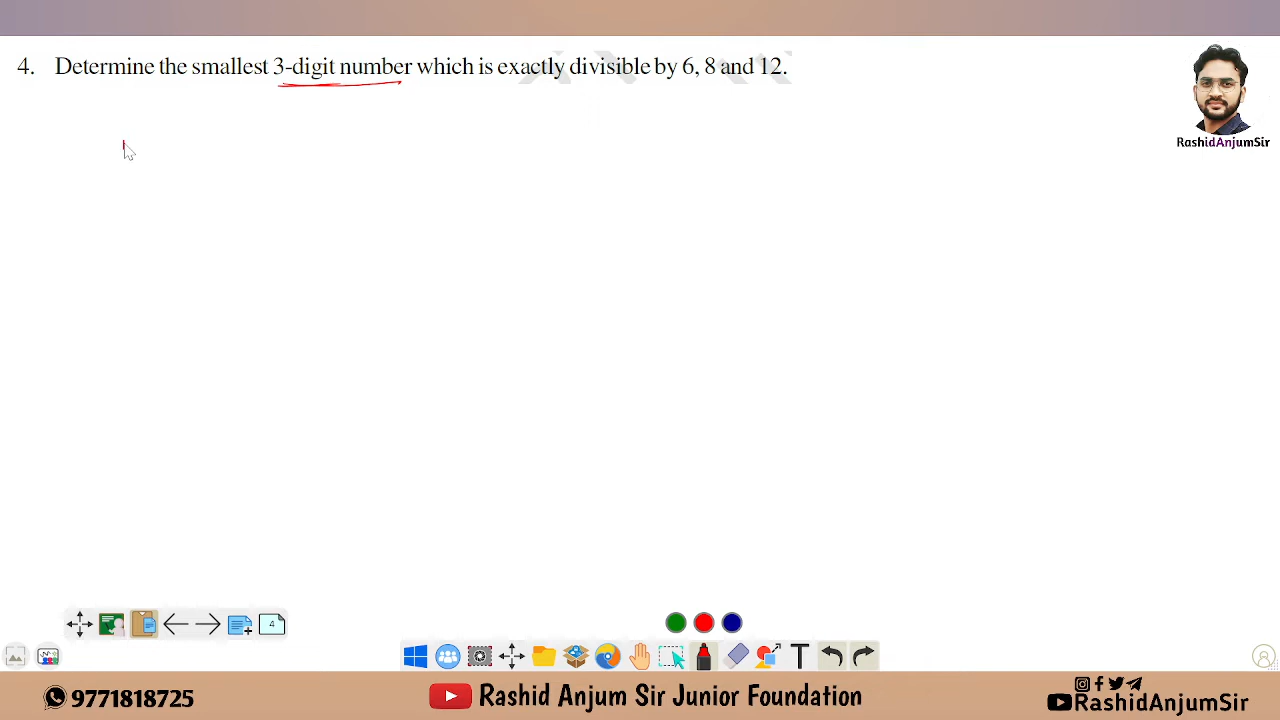 4. Determine the smallest 3-digit number which is exactly divisible by 6, 8 and 12.
RashidAnjumSir
4
T
9771818725
Rashid Anjum Sir Junior Foundation
RashidAnjumSir